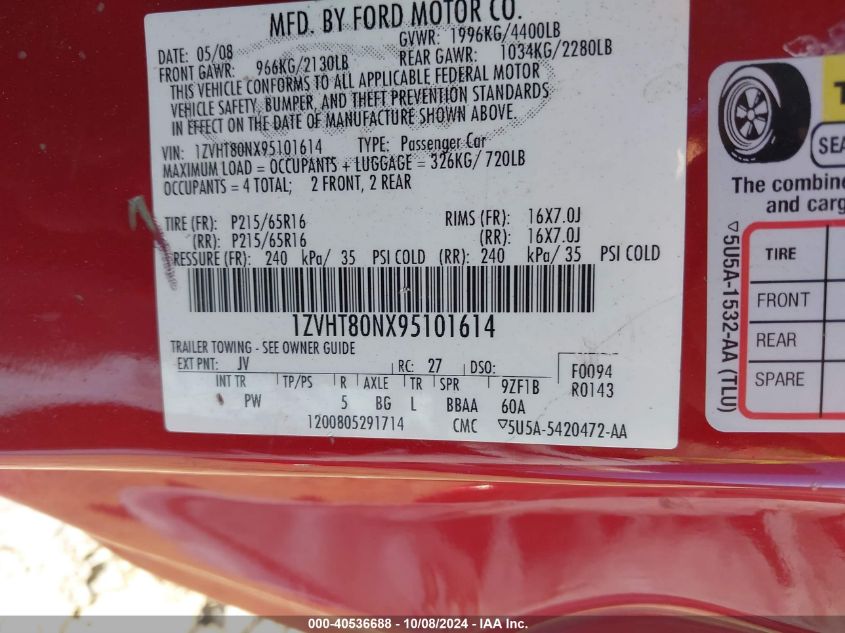 MFD. BY FORD MOTOR CO.
DATE: 05/08 GVWR: 1996KG/4400LB
FRONT GAWR: 966KG/2130LB REAR GAWR: 1034KG/2280LB
THIS VEHICLE CONFORMS TO ALL APPLICABLE FEDERAL MOTOR
VEHICLE SAFETY, BUMPER, AND THEFT PREVENTION STANDARDS
IN EFFECT ON THE DATE OF MANUFACTURE SHOWN ABOVE.
VIN: 1ZVHT80NX95101614 TYPE: Passenger Car
MAXIMUM LOAD = OCCUPANTS + LUGGAGE = 326KG/720LB
OCCUPANTS = 4 TOTAL; 2 FRONT, 2 REAR
TIRE (FR): P215/65R16 RIMS (FR): 16X7.0J
(RR): P215/65R16 (RR): 16X7.0J
PRESSURE (FR): 240 kPa/ 35 PSI COLD (RR): 240 kPa/ 35 PSI COLD
1ZVHT80NX95101614
TRAILER TOWING - SEE OWNER GUIDE
EXT PNT: JV RC: 27 DSO: F0094
INT TR TP/PS R AXLE TR SPR 9ZF1B R0143
PW 5 BG L BBAA 60A
1200805291714 CMC ▽5U5A-5420472-AA
The combine
and carg
▽5U5A-1532-AA (TLU)
TIRE
FRONT
REAR
SPARE
000-40536688 - 10/08/2024 - IAA Inc.